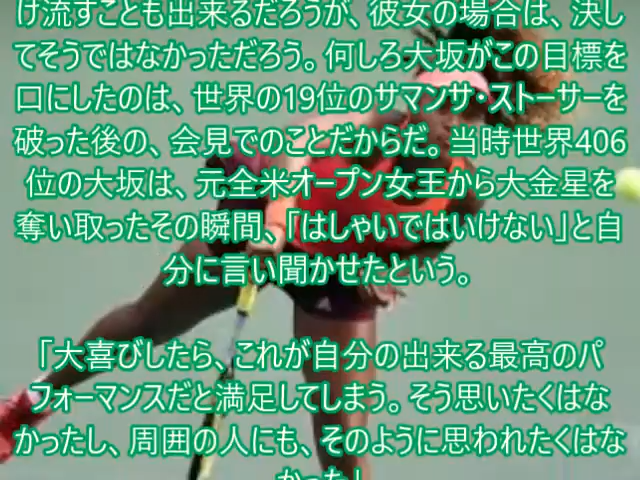 け流すことも出来るだろうが、彼女の場合は、決し
てそうではなかっただろう。何しろ大坂がこの目標を
口にしたのは、世界の19位のサマンサ・ストーサーを
破った後の、会見でのことだからだ。当時世界406
位の大坂は、元全米オープン女王から大金星を
奪い取ったその瞬間、「はしゃいではいけない」と自
分に言い聞かせたという。
「大喜びしたら、これが自分の出来る最高のパ
フォーマンスだと満足してしまう。そう思いたくはな
かったし、周囲の人にも、そのように思われたくはな
かった」